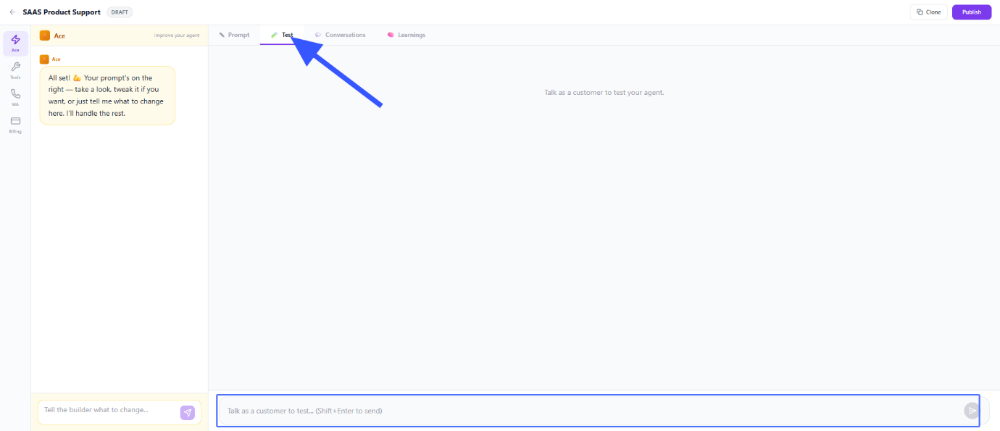 SAAS Product Support
DRAFT
Clone
Publish
Ace
Tools
WA
Billing
Ace
Improve your agent
Ace
All set! 💪 Your prompt's on the
right — take a look, tweak it if you
want, or just tell me what to change
here. I'll handle the rest.
Tell the builder what to change...
Prompt
Test
Conversations
Learnings
Talk as a customer to test your agent.
Talk as a customer to test... (Shift+Enter to send)